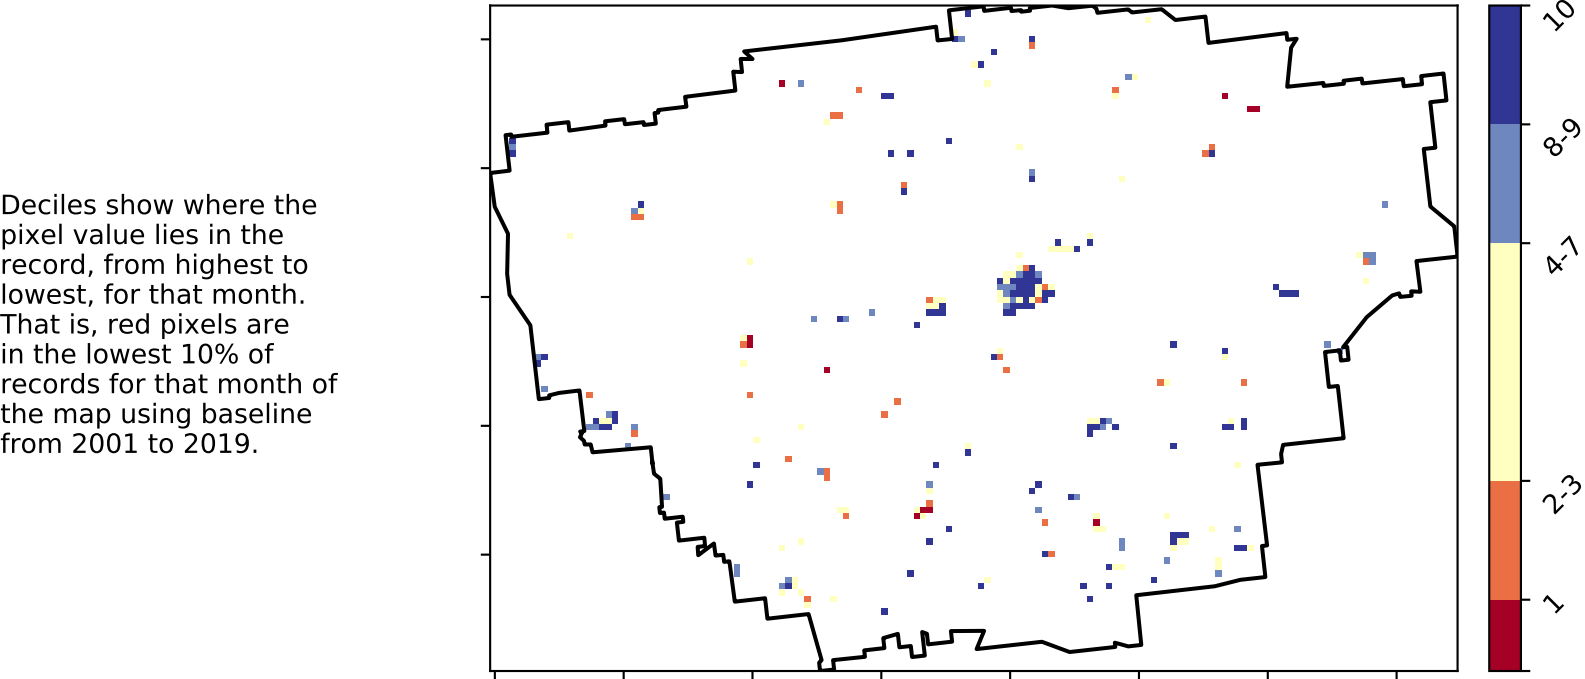 Deciles show where the
pixel value lies in the
record, from highest to
lowest, for that month.
That is, red pixels are
in the lowest 10% of
records for that month of
the map using baseline
from 2001 to 2019.
10
8-9
4-7
2-3
1